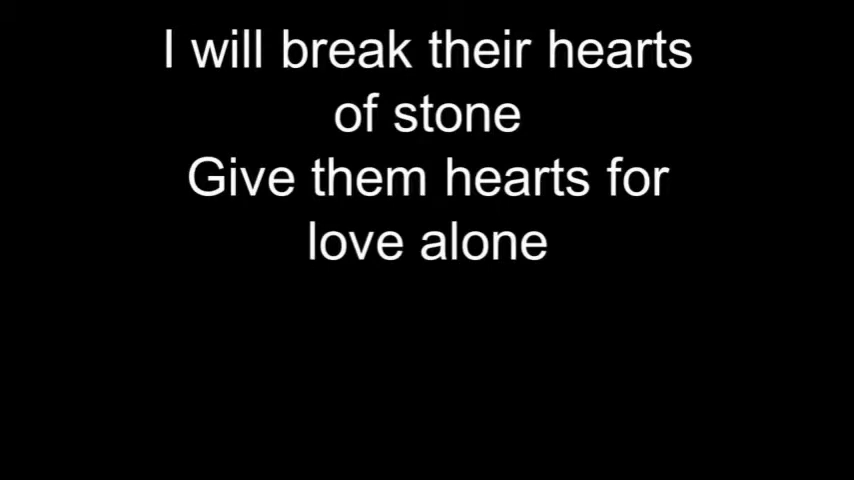 I will break their hearts
of stone
Give them hearts for
love alone